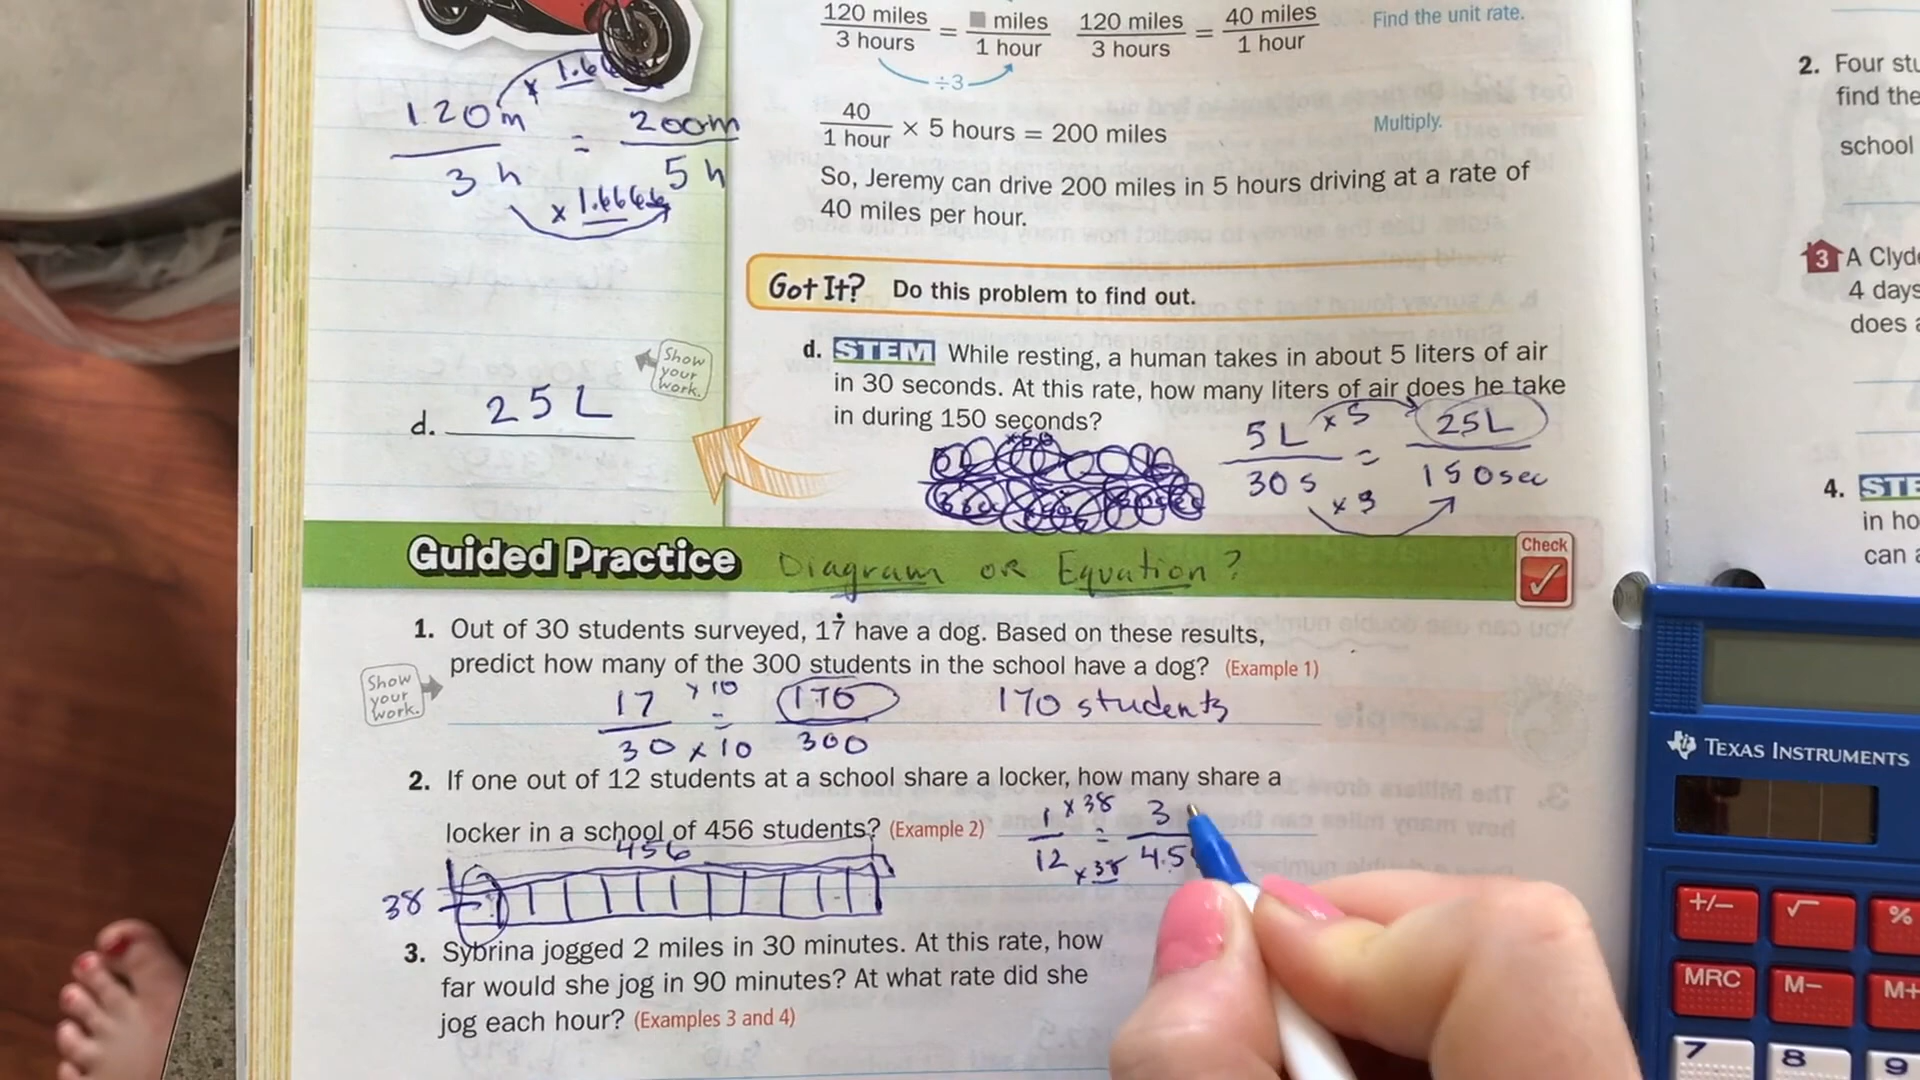 120 miles / 3 hours = miles / 1 hour 120 miles / 3 hours = 40 miles / 1 hour Find the unit rate.
÷3
40 / 1 hour × 5 hours = 200 miles Multiply.
So, Jeremy can drive 200 miles in 5 hours driving at a rate of
40 miles per hour.
120m / 3 h = 200m / 5 h
x 1.666
Got It? Do this problem to find out.
Show
your
work.
d. STEM While resting, a human takes in about 5 liters of air
in 30 seconds. At this rate, how many liters of air does he take
in during 150 seconds?
d. 25 L
5L / 30 s = 25L / 150sec
x 5
Guided Practice Diagram or Equation?
Check
1. Out of 30 students surveyed, 17 have a dog. Based on these results,
predict how many of the 300 students in the school have a dog? (Example 1)
Show
your
work.
17 / 30 x 10 = 170 / 300 170 students
x 10
2. If one out of 12 students at a school share a locker, how many share a
locker in a school of 456 students? (Example 2)
1 / 12 x 38 = 3 / 45
x 38
456
38
3. Sybrina jogged 2 miles in 30 minutes. At this rate, how
far would she jog in 90 minutes? At what rate did she
jog each hour? (Examples 3 and 4)
2. Four stu
find the
school
3 A Clyd
4 days
does a
4. STE
in ho
can a
TEXAS INSTRUMENTS
+/− √ %
MRC M− M+
7 8 9